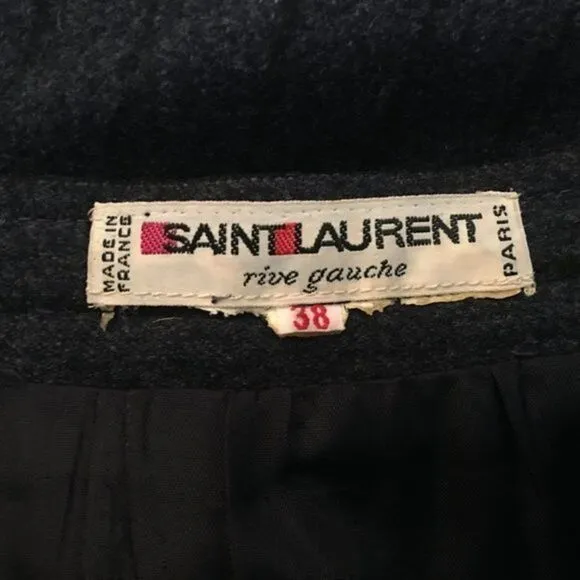 MADE IN
FRANCE
SAINT LAURENT
rive gauche
PARIS
38